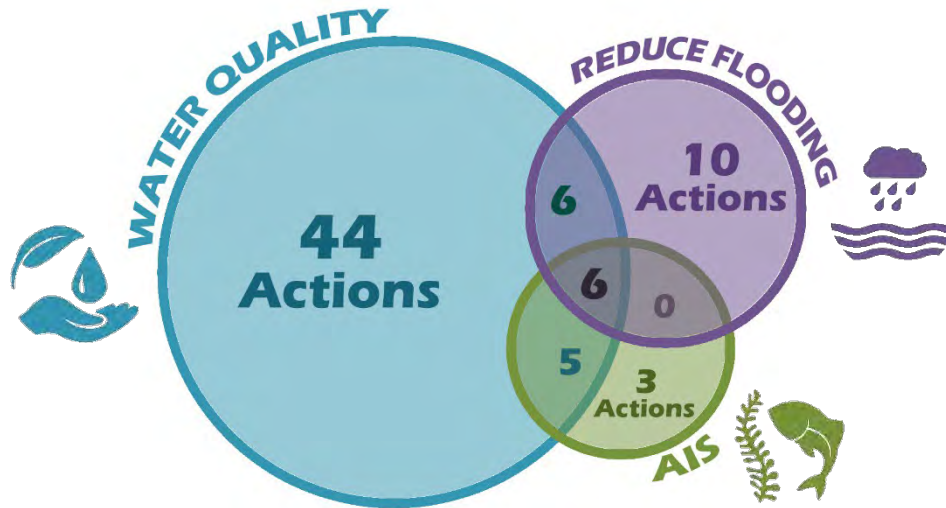 WATER QUALITY
REDUCE FLOODING
44
Actions
6
10
Actions
6
0
5
3
Actions
AIS